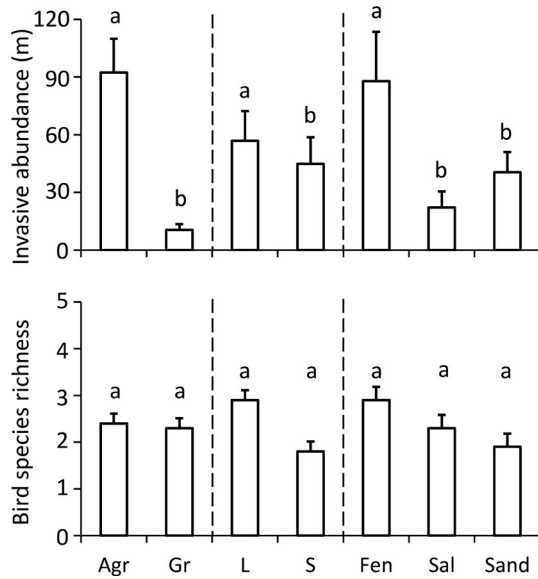 Invasive abundance (m)
120
90
60
30
0
a
b
a
b
a
b
b
Bird species richness
5
4
3
2
1
0
a
a
a
a
a
a
a
Agr Gr L S Fen Sal Sand